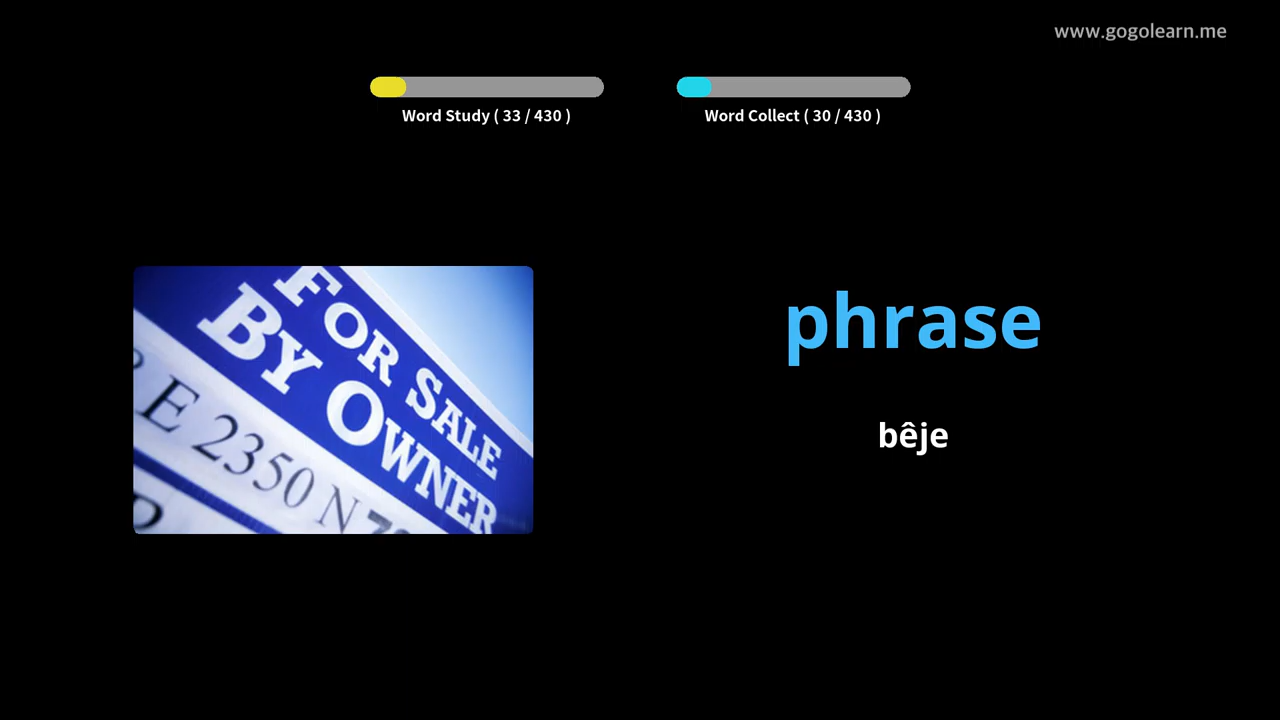 www.gogolearn.me
Word Study ( 33 / 430 )
Word Collect ( 30 / 430 )
FOR SALE
BY OWNER
E 2350 N
phrase
bêje